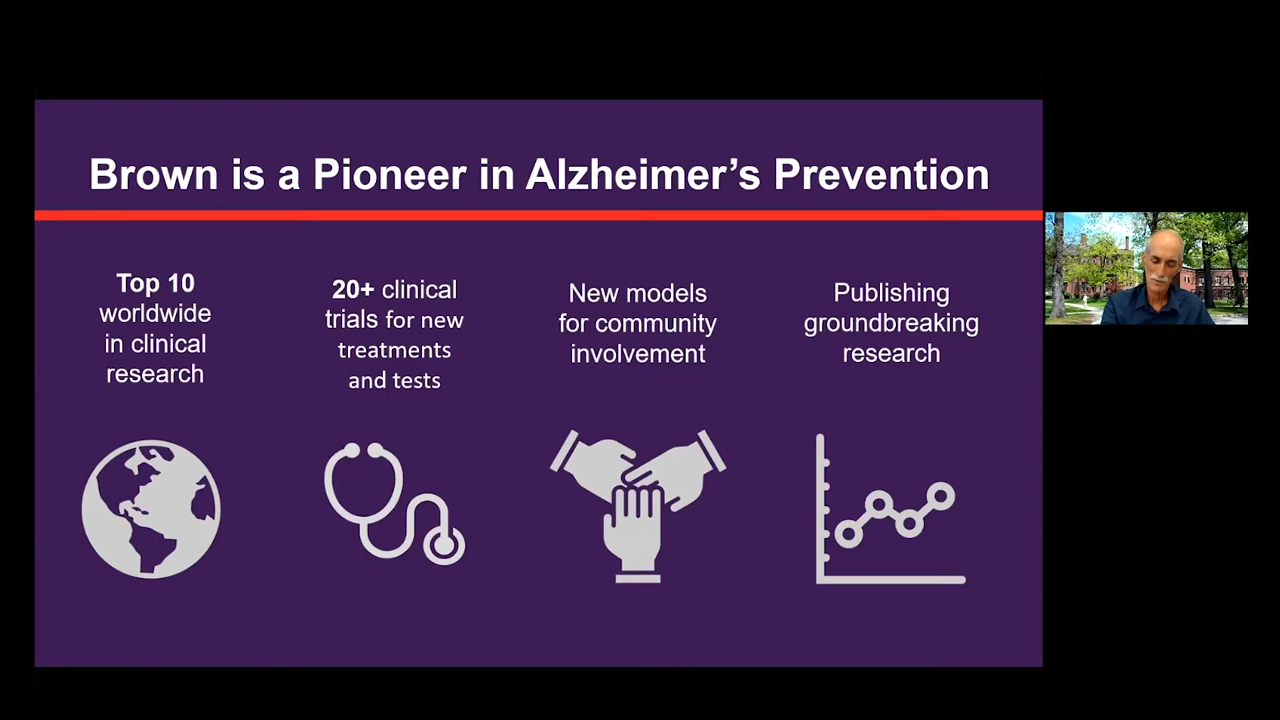 Brown is a Pioneer in Alzheimer’s Prevention
Top 10
worldwide
in clinical
research
20+ clinical
trials for new
treatments
and tests
New models
for community
involvement
Publishing
groundbreaking
research